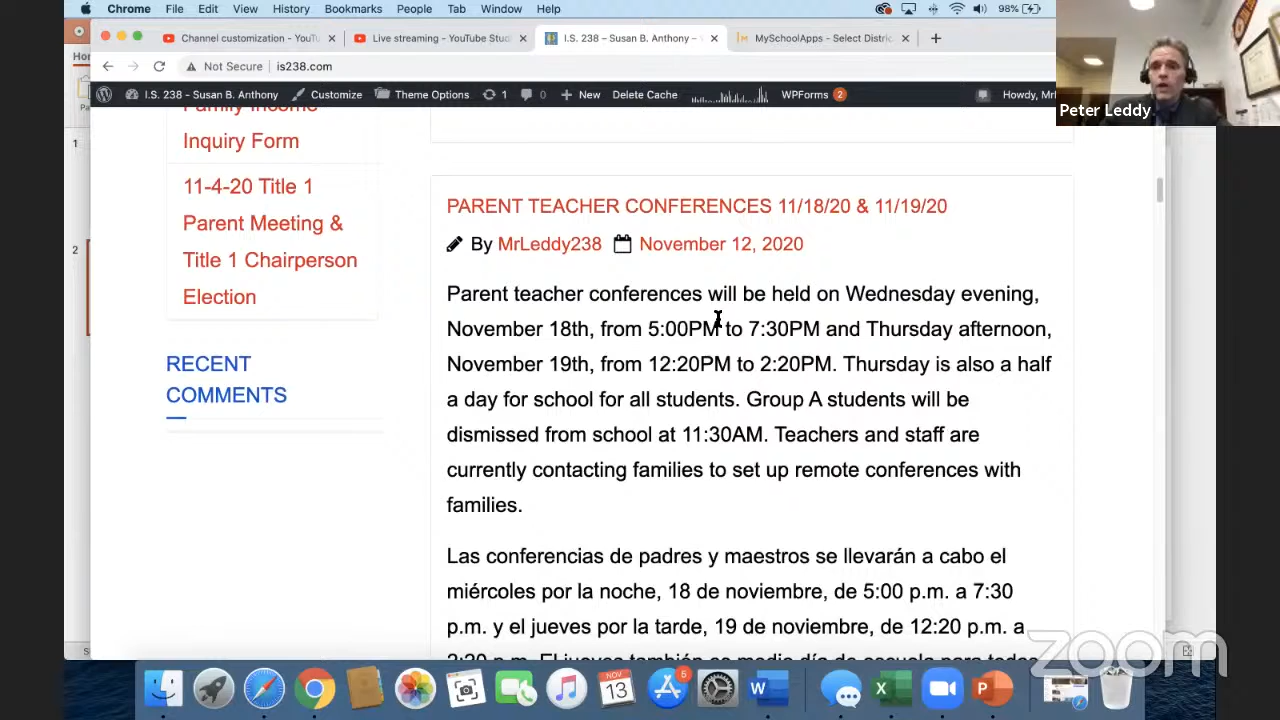 Chrome File Edit View History Bookmarks People Tab Window Help 98%
Channel customization - YouTu
Live streaming - YouTube Stud
I.S. 238 – Susan B. Anthony –
MySchoolApps - Select Distric
Not Secure is238.com
I.S. 238 – Susan B. Anthony Customize Theme Options 1 0 New Delete Cache WPForms 2 Howdy, Mr
Peter Leddy
Family Income
Inquiry Form
11-4-20 Title 1
Parent Meeting &
Title 1 Chairperson
Election
RECENT
COMMENTS
PARENT TEACHER CONFERENCES 11/18/20 & 11/19/20
By MrLeddy238 November 12, 2020
Parent teacher conferences will be held on Wednesday evening,
November 18th, from 5:00PM to 7:30PM and Thursday afternoon,
November 19th, from 12:20PM to 2:20PM. Thursday is also a half
a day for school for all students. Group A students will be
dismissed from school at 11:30AM. Teachers and staff are
currently contacting families to set up remote conferences with
families.
Las conferencias de padres y maestros se llevarán a cabo el
miércoles por la noche, 18 de noviembre, de 5:00 p.m. a 7:30
p.m. y el jueves por la tarde, 19 de noviembre, de 12:20 p.m. a
1
2
zoom
NOV
13
5